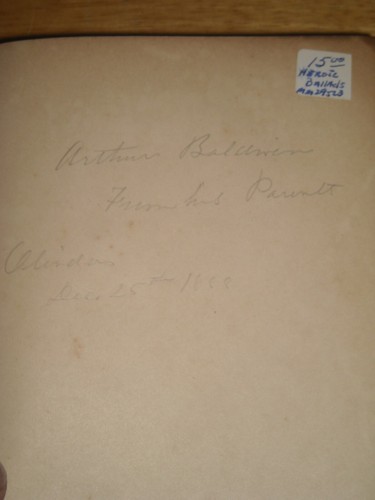 15.00
HEROIC
BALLADS
Arthur Baldwin
From his Parents
Dec. 25th